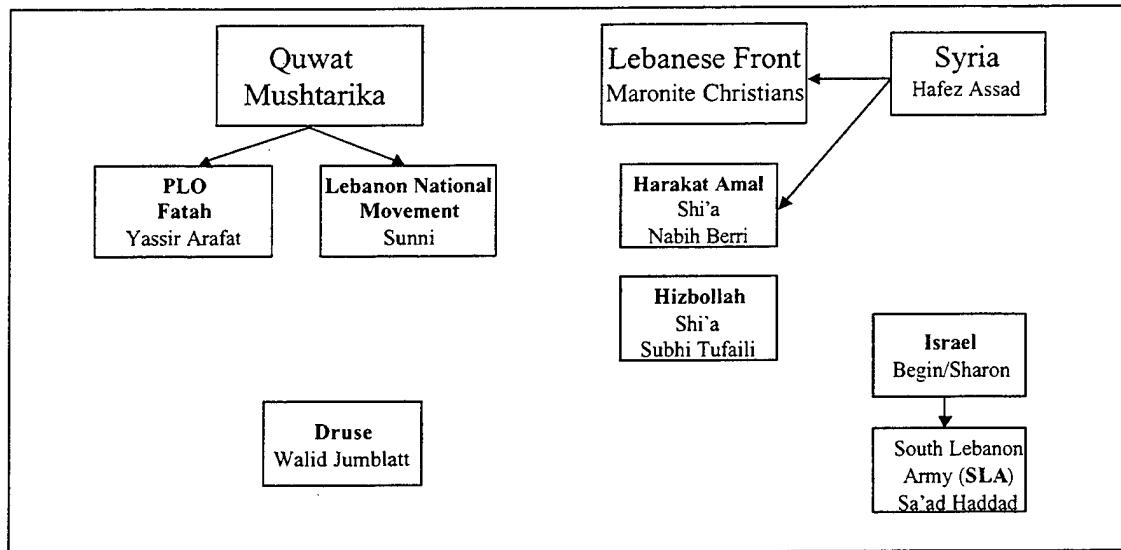 Quwat
Mushtarika
Lebanese Front
Maronite Christians
Syria
Hafez Assad
PLO
Fatah
Yassir Arafat
Lebanon National
Movement
Sunni
Harakat Amal
Shi'a
Nabih Berri
Hizbollah
Shi'a
Subhi Tufaili
Israel
Begin/Sharon
Druse
Walid Jumblatt
South Lebanon
Army (SLA)
Sa'ad Haddad